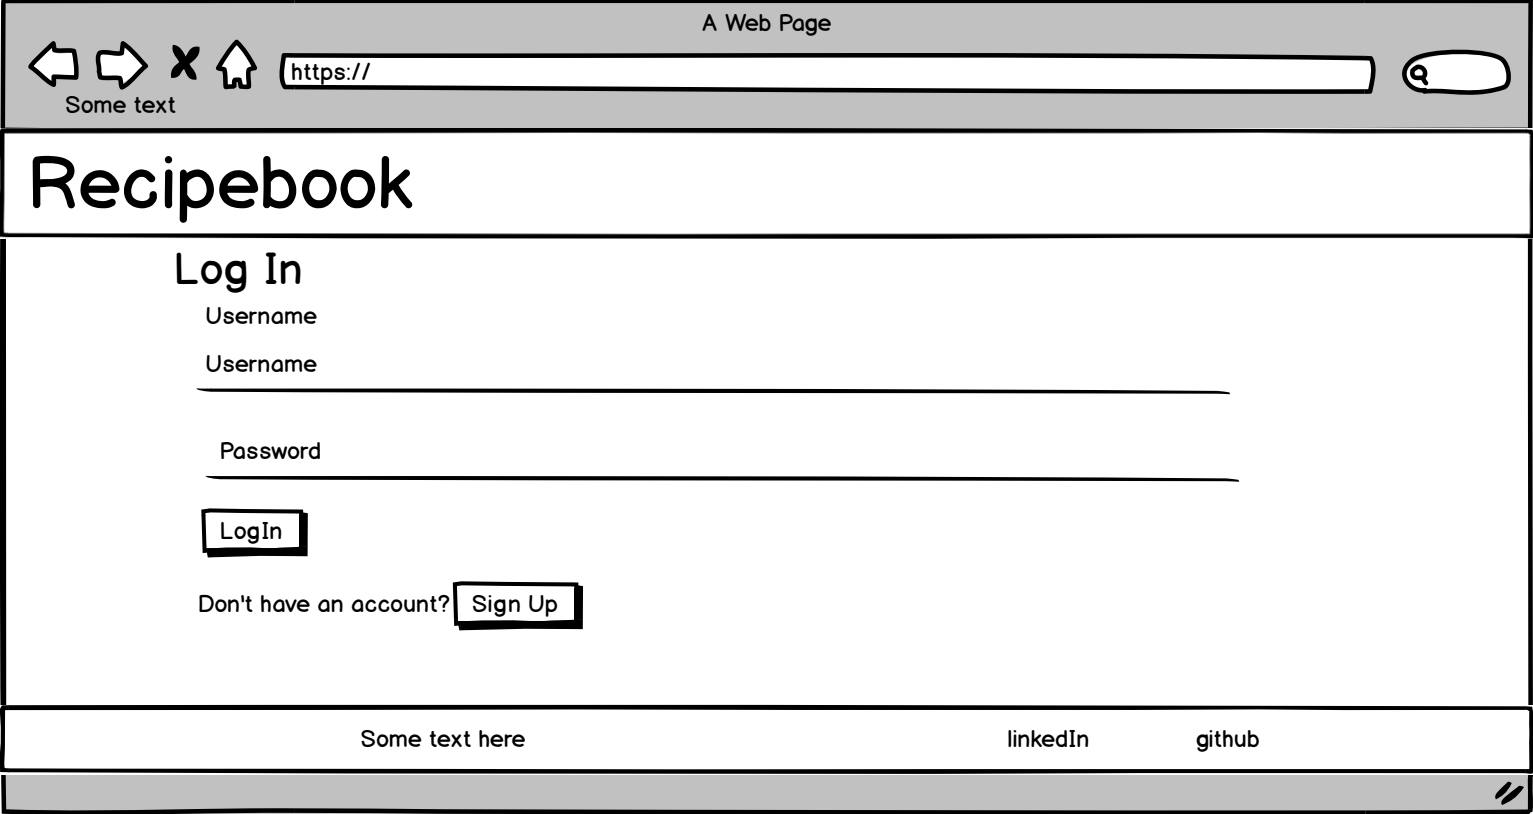 A Web Page
https://
Some text
Recipebook
Log In
Username
Username
Password
LogIn
Don't have an account? Sign Up
Some text here linkedIn github